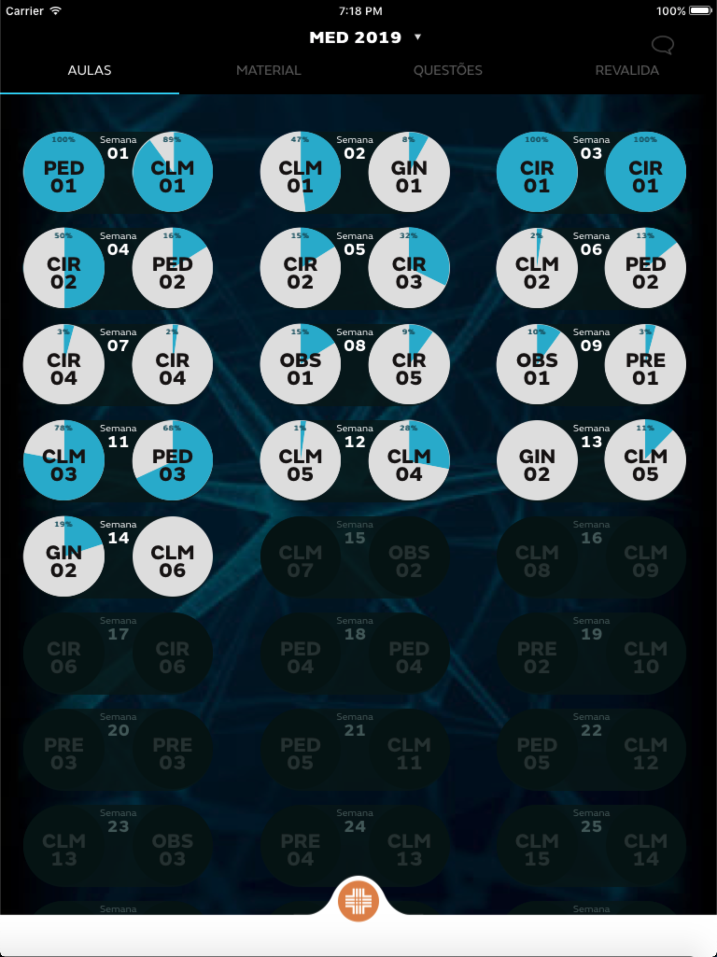 Carrier 7:18 PM 100%
MED 2019
AULAS MATERIAL QUESTÕES REVALIDA
100% PED 01 Semana 01 89% CLM 01
47% CLM 01 Semana 02 8% GIN 01
100% CIR 01 Semana 03 100% CIR 01
50% CIR 02 Semana 04 16% PED 02
15% CIR 02 Semana 05 32% CIR 03
2% CLM 02 Semana 06 13% PED 02
3% CIR 04 Semana 07 2% CIR 04
15% OBS 01 Semana 08 9% CIR 05
10% OBS 01 Semana 09 3% PRE 01
78% CLM 03 Semana 11 68% PED 03
1% CLM 05 Semana 12 28% CLM 04
GIN 02 Semana 13 11% CLM 05
19% GIN 02 Semana 14 CLM 06
CLM 07 Semana 15 OBS 02
CLM 08 Semana 16 CLM 09
CIR 06 Semana 17 CIR 06
PED 04 Semana 18 PED 04
PRE 02 Semana 19 CLM 10
PRE 03 Semana 20 PRE 03
PED 05 Semana 21 CLM 11
PED 05 Semana 22 CLM 12
CLM 13 Semana 23 OBS 03
PRE 04 Semana 24 CLM 13
CLM 15 Semana 25 CLM 14
Semana Semana